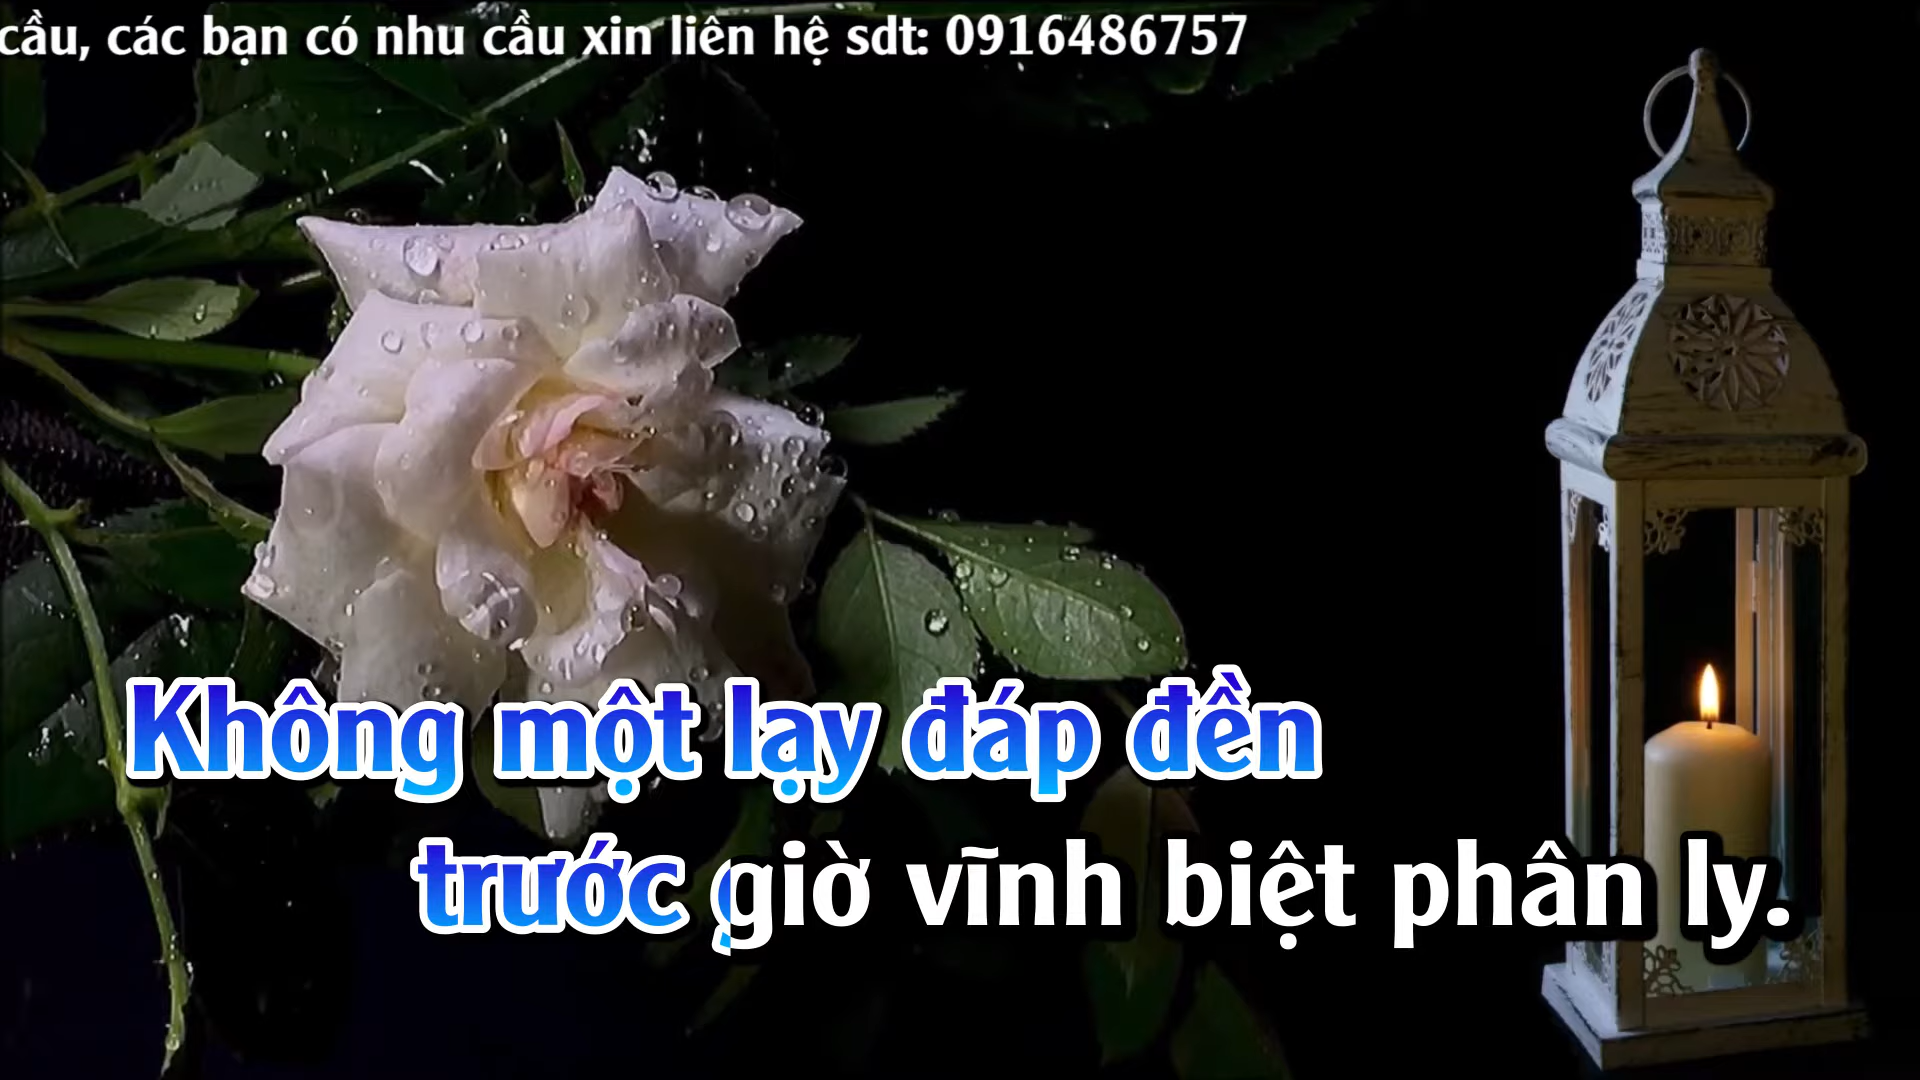 cầu, các bạn có nhu cầu xin liên hệ sdt: 0916486757
Không một lạy đáp đền
trước giờ vĩnh biệt phân ly.